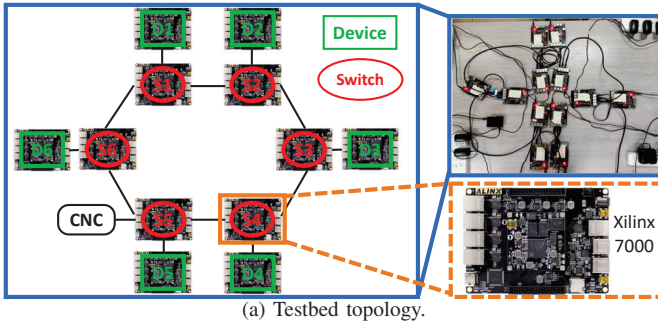 D1
D2
Device
S1
S2
Switch
D6
S6
S3
D3
CNC
S5
S4
D5
D4
ALINX
Xilinx
7000
(a) Testbed topology.